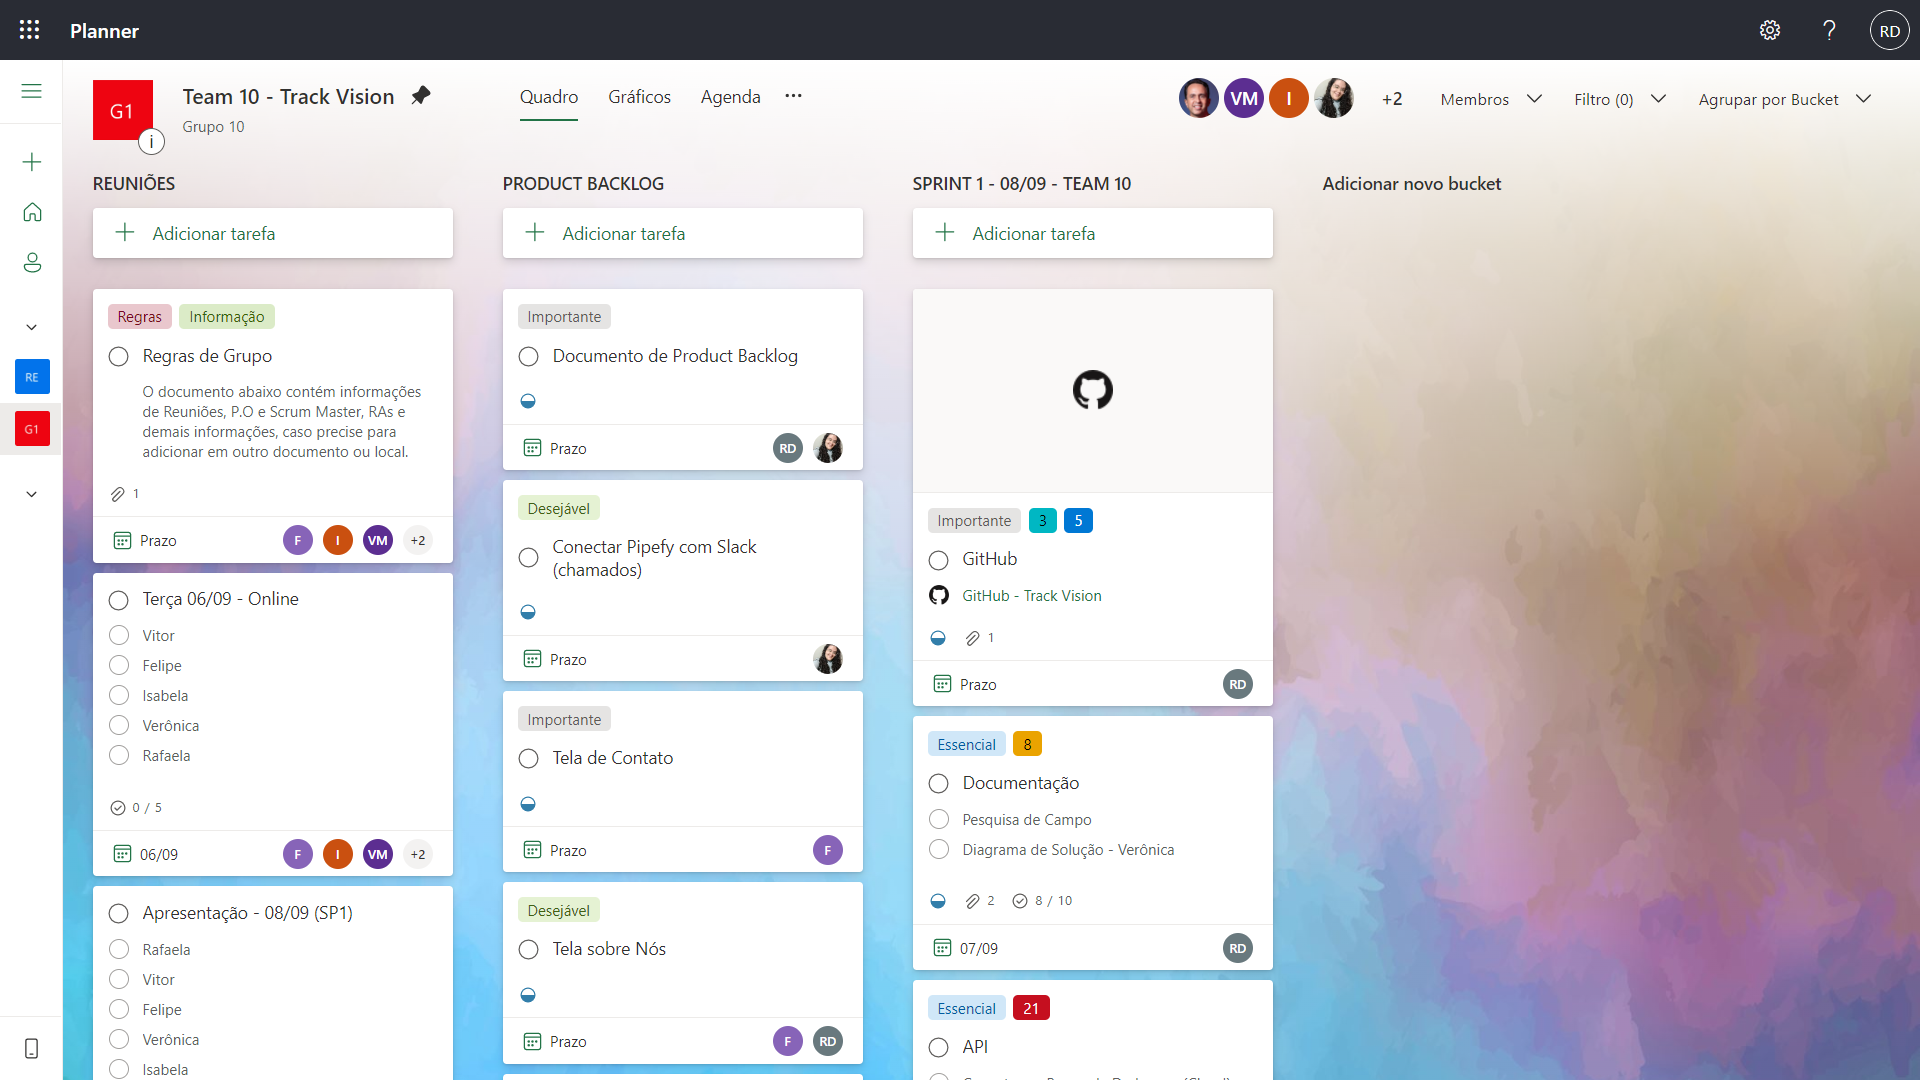 Planner
RD
G1
i
Team 10 - Track Vision
Grupo 10
Quadro
Gráficos
Agenda
VM
I
+2
Membros
Filtro (0)
Agrupar por Bucket
RE
G1
REUNIÕES
Adicionar tarefa
Regras
Informação
Regras de Grupo
O documento abaixo contém informações
de Reuniões, P.O e Scrum Master, RAs e
demais informações, caso precise para
adicionar em outro documento ou local.
1
Prazo
F
I
VM
+2
Terça 06/09 - Online
Vitor
Felipe
Isabela
Verônica
Rafaela
0 / 5
06/09
F
I
VM
+2
Apresentação - 08/09 (SP1)
Rafaela
Vitor
Felipe
Verônica
Isabela
PRODUCT BACKLOG
Adicionar tarefa
Importante
Documento de Product Backlog
Prazo
RD
Desejável
Conectar Pipefy com Slack
(chamados)
Prazo
Importante
Tela de Contato
Prazo
F
Desejável
Tela sobre Nós
Prazo
F
RD
SPRINT 1 - 08/09 - TEAM 10
Adicionar tarefa
Importante
3
5
GitHub
GitHub - Track Vision
1
Prazo
RD
Essencial
8
Documentação
Pesquisa de Campo
Diagrama de Solução - Verônica
2
8 / 10
07/09
RD
Essencial
21
API
Adicionar novo bucket